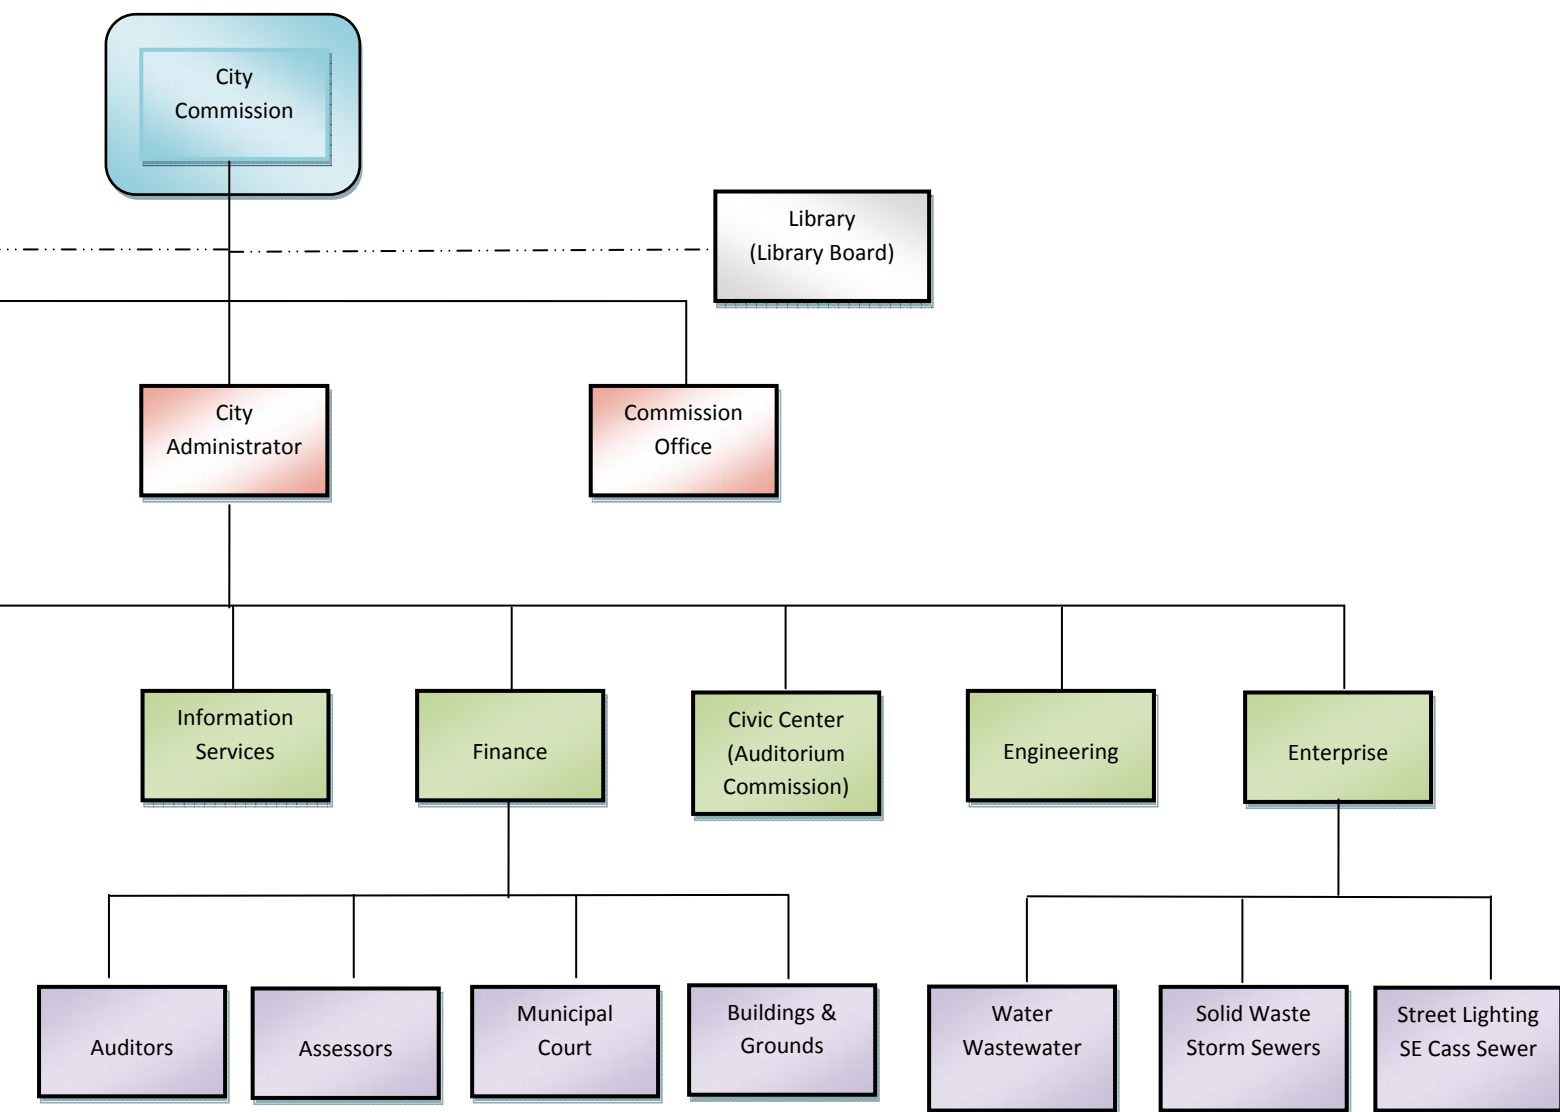 City
Commission
Library
(Library Board)
City
Administrator
Commission
Office
Information
Services
Finance
Civic Center
(Auditorium
Commission)
Engineering
Enterprise
Auditors
Assessors
Municipal
Court
Buildings &
Grounds
Water
Wastewater
Solid Waste
Storm Sewers
Street Lighting
SE Cass Sewer